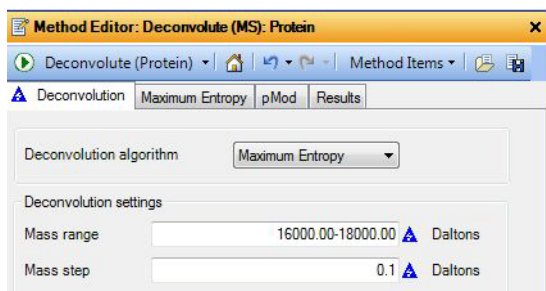 Method Editor: Deconvolute (MS): Protein
Deconvolute (Protein) Method Items
Deconvolution Maximum Entropy pMod Results
Deconvolution algorithm Maximum Entropy
Deconvolution settings
Mass range 16000.00-18000.00 Daltons
Mass step 0.1 Daltons